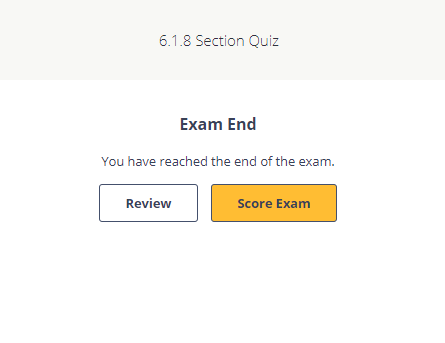 6.1.8 Section Quiz
Exam End
You have reached the end of the exam.
Review
Score Exam